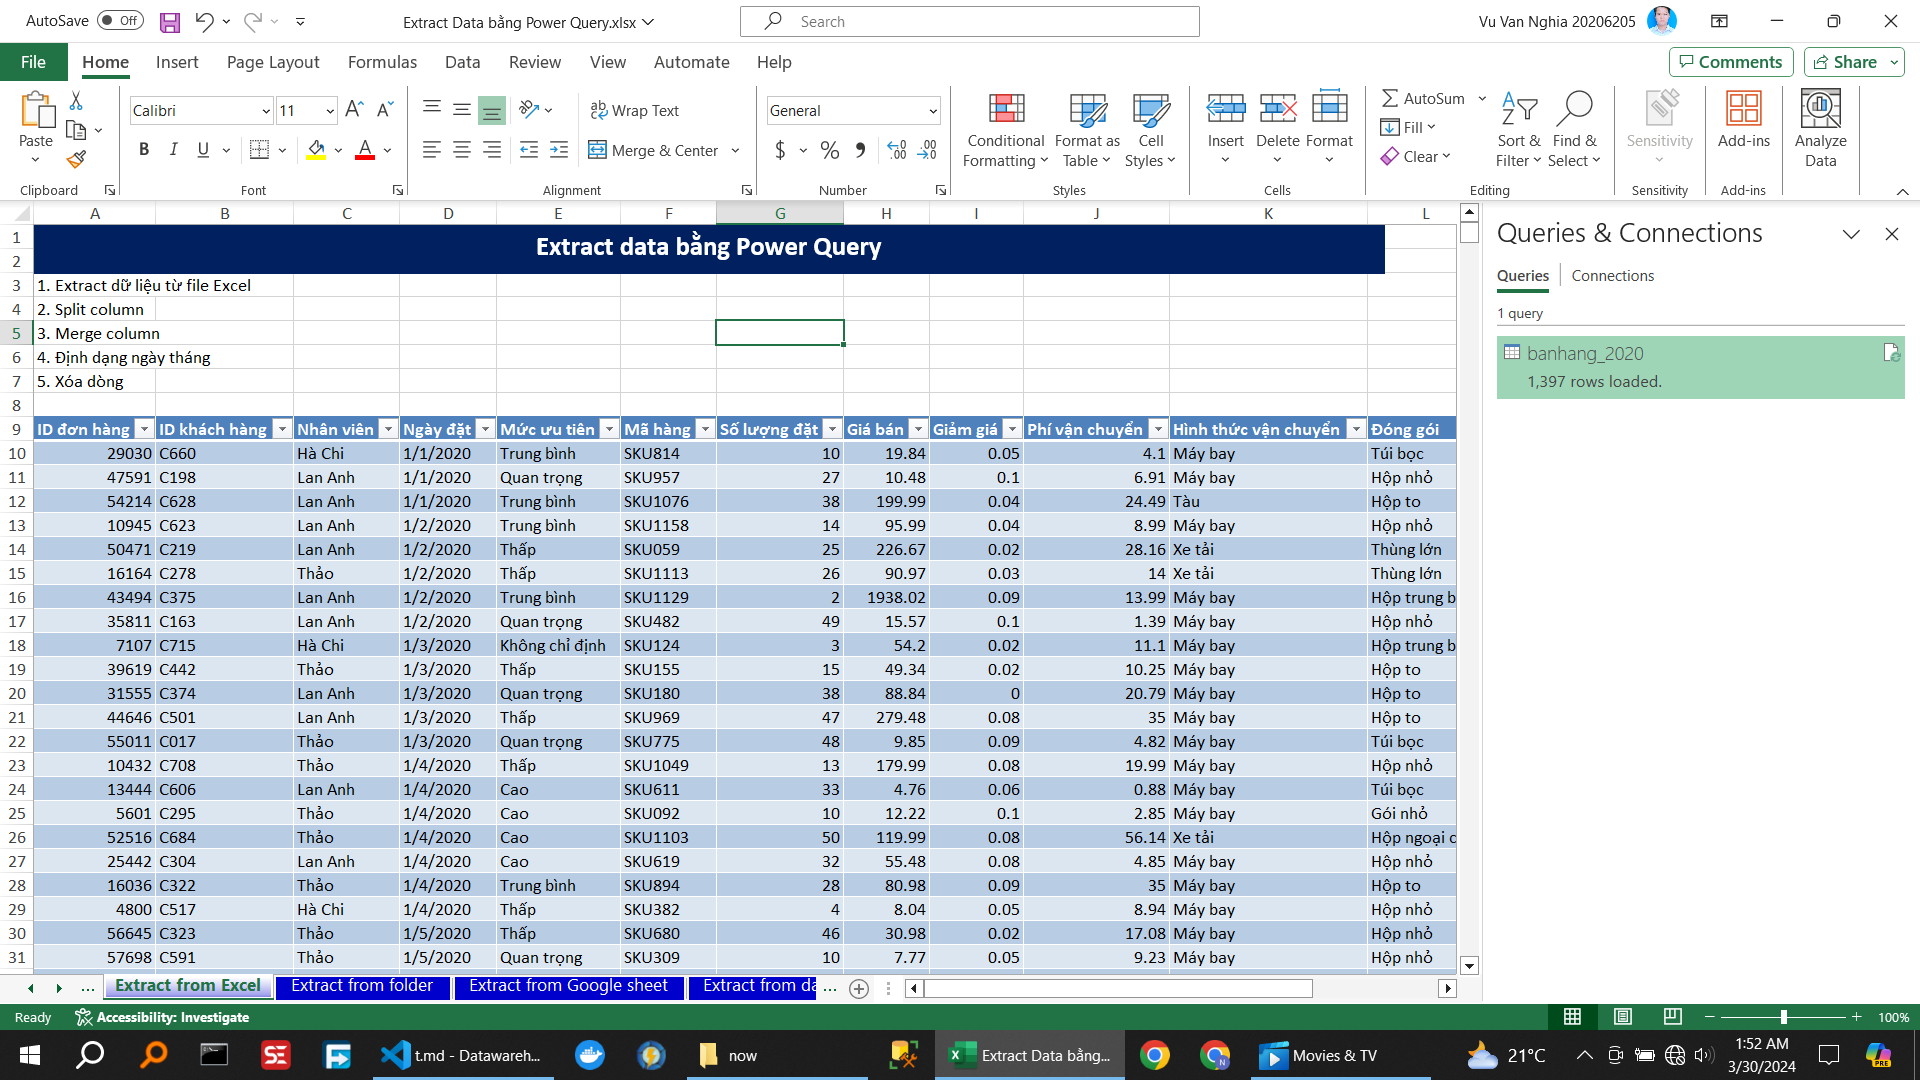 AutoSave Off Extract Data bằng Power Query.xlsx Search Vu Van Nghia 20206205
File Home Insert Page Layout Formulas Data Review View Automate Help Comments Share
Paste Calibri 11 Wrap Text General Conditional Formatting Format as Table Cell Styles Insert Delete Format AutoSum Sort & Filter Find & Select Sensitivity Add-ins Analyze Data
B I U A Merge & Center $ % Fill Clear
Clipboard Font Alignment Number Styles Cells Editing Sensitivity Add-ins
A B C D E F G H I J K L
1 Extract data bằng Power Query
2
3 1. Extract dữ liệu từ file Excel
4 2. Split column
5 3. Merge column
6 4. Định dạng ngày tháng
7 5. Xóa dòng
8
9 ID đơn hàng ID khách hàng Nhân viên Ngày đặt Mức ưu tiên Mã hàng Số lượng đặt Giá bán Giảm giá Phí vận chuyển Hình thức vận chuyển Đóng gói
10 29030 C660 Hà Chi 1/1/2020 Trung bình SKU814 10 19.84 0.05 4.1 Máy bay Túi bọc
11 47591 C198 Lan Anh 1/1/2020 Quan trọng SKU957 27 10.48 0.1 6.91 Máy bay Hộp nhỏ
12 54214 C628 Lan Anh 1/1/2020 Trung bình SKU1076 38 199.99 0.04 24.49 Tàu Hộp to
13 10945 C623 Lan Anh 1/2/2020 Trung bình SKU1158 14 95.99 0.04 8.99 Máy bay Hộp nhỏ
14 50471 C219 Lan Anh 1/2/2020 Thấp SKU059 25 226.67 0.02 28.16 Xe tải Thùng lớn
15 16164 C278 Thảo 1/2/2020 Thấp SKU1113 26 90.97 0.03 14 Xe tải Thùng lớn
16 43494 C375 Lan Anh 1/2/2020 Trung bình SKU1129 2 1938.02 0.09 13.99 Máy bay Hộp trung b
17 35811 C163 Lan Anh 1/2/2020 Quan trọng SKU482 49 15.57 0.1 1.39 Máy bay Hộp nhỏ
18 7107 C715 Hà Chi 1/3/2020 Không chỉ định SKU124 3 54.2 0.02 11.1 Máy bay Hộp trung b
19 39619 C442 Thảo 1/3/2020 Thấp SKU155 15 49.34 0.02 10.25 Máy bay Hộp to
20 31555 C374 Lan Anh 1/3/2020 Quan trọng SKU180 38 88.84 0 20.79 Máy bay Hộp to
21 44646 C501 Lan Anh 1/3/2020 Thấp SKU969 47 279.48 0.08 35 Máy bay Hộp to
22 55011 C017 Thảo 1/3/2020 Quan trọng SKU775 48 9.85 0.09 4.82 Máy bay Túi bọc
23 10432 C708 Thảo 1/4/2020 Thấp SKU1049 13 179.99 0.08 19.99 Máy bay Hộp nhỏ
24 13444 C606 Lan Anh 1/4/2020 Cao SKU611 33 4.76 0.06 0.88 Máy bay Túi bọc
25 5601 C295 Thảo 1/4/2020 Cao SKU092 10 12.22 0.1 2.85 Máy bay Gói nhỏ
26 52516 C684 Thảo 1/4/2020 Cao SKU1103 50 119.99 0.08 56.14 Xe tải Hộp ngoại c
27 25442 C304 Lan Anh 1/4/2020 Cao SKU619 32 55.48 0.08 4.85 Máy bay Hộp nhỏ
28 16036 C322 Thảo 1/4/2020 Trung bình SKU894 28 80.98 0.09 35 Máy bay Hộp to
29 4800 C517 Hà Chi 1/4/2020 Thấp SKU382 4 8.04 0.05 8.94 Máy bay Hộp nhỏ
30 56645 C323 Thảo 1/5/2020 Thấp SKU680 46 30.98 0.02 17.08 Máy bay Hộp nhỏ
31 57698 C591 Thảo 1/5/2020 Quan trọng SKU309 10 7.77 0.05 9.23 Máy bay Hộp nhỏ
Queries & Connections
Queries Connections
1 query
banhang_2020
1,397 rows loaded.
... Extract from Excel Extract from folder Extract from Google sheet Extract from da ...
Ready Accessibility: Investigate 100%
t.md - Datawareh... now Extract Data bằng... Movies & TV 21°C 1:52 AM
3/30/2024